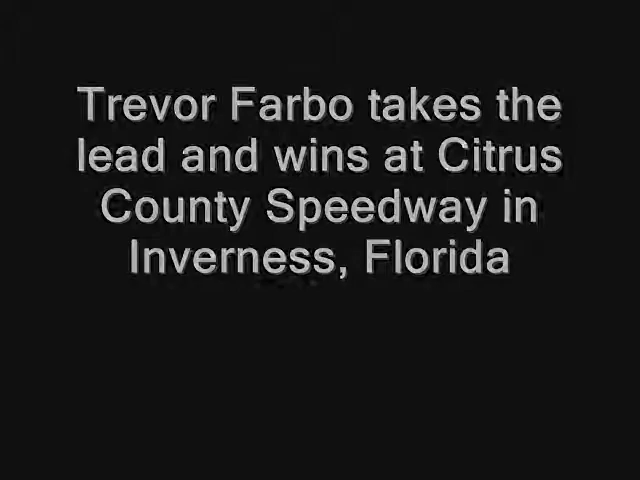 Trevor Farbo takes the
lead and wins at Citrus
County Speedway in
Inverness, Florida